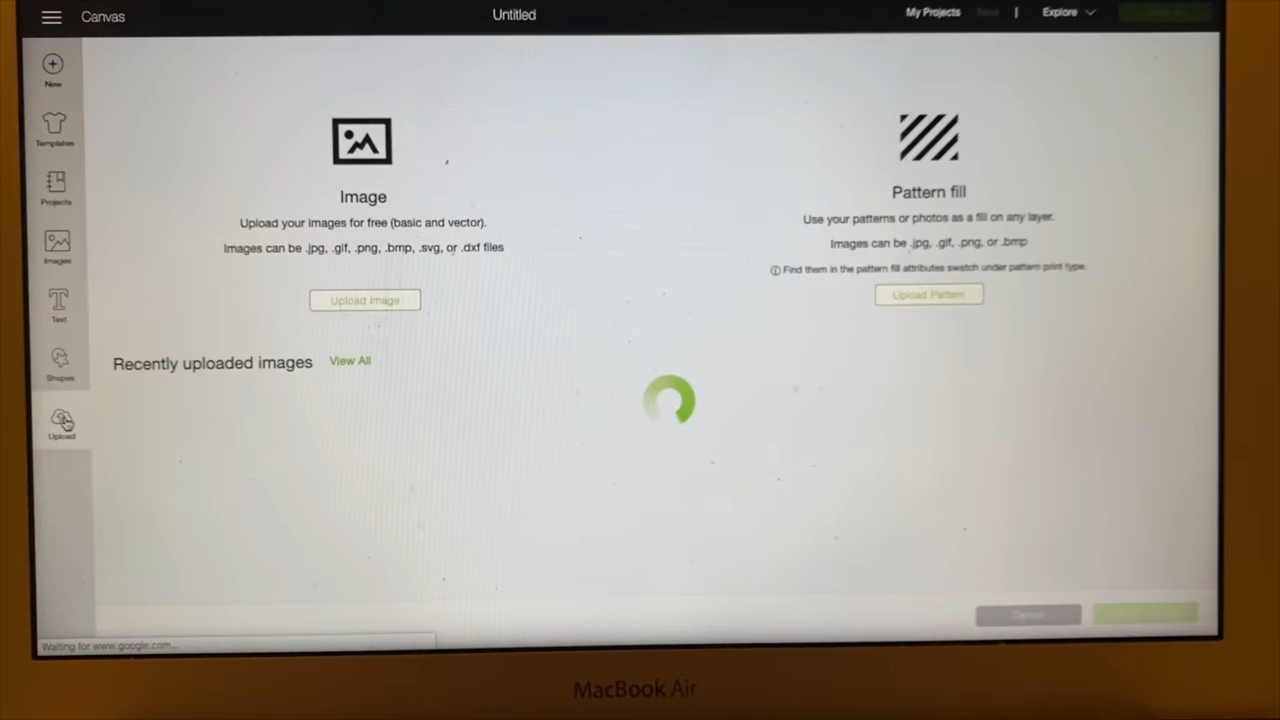 Canvas
Untitled
My Projects
Explore
New
Templates
Projects
Images
Text
Shapes
Upload
Image
Upload your images for free (basic and vector).
Images can be .jpg, .gif, .png, .bmp, .svg, or .dxf files
Upload Image
Pattern fill
Use your patterns or photos as a fill on any layer.
Images can be .jpg, .gif, .png, or .bmp
Find them in the pattern fill attributes swatch under pattern print type.
Upload Pattern
Recently uploaded images View All
Waiting for www.google.com...
MacBook Air